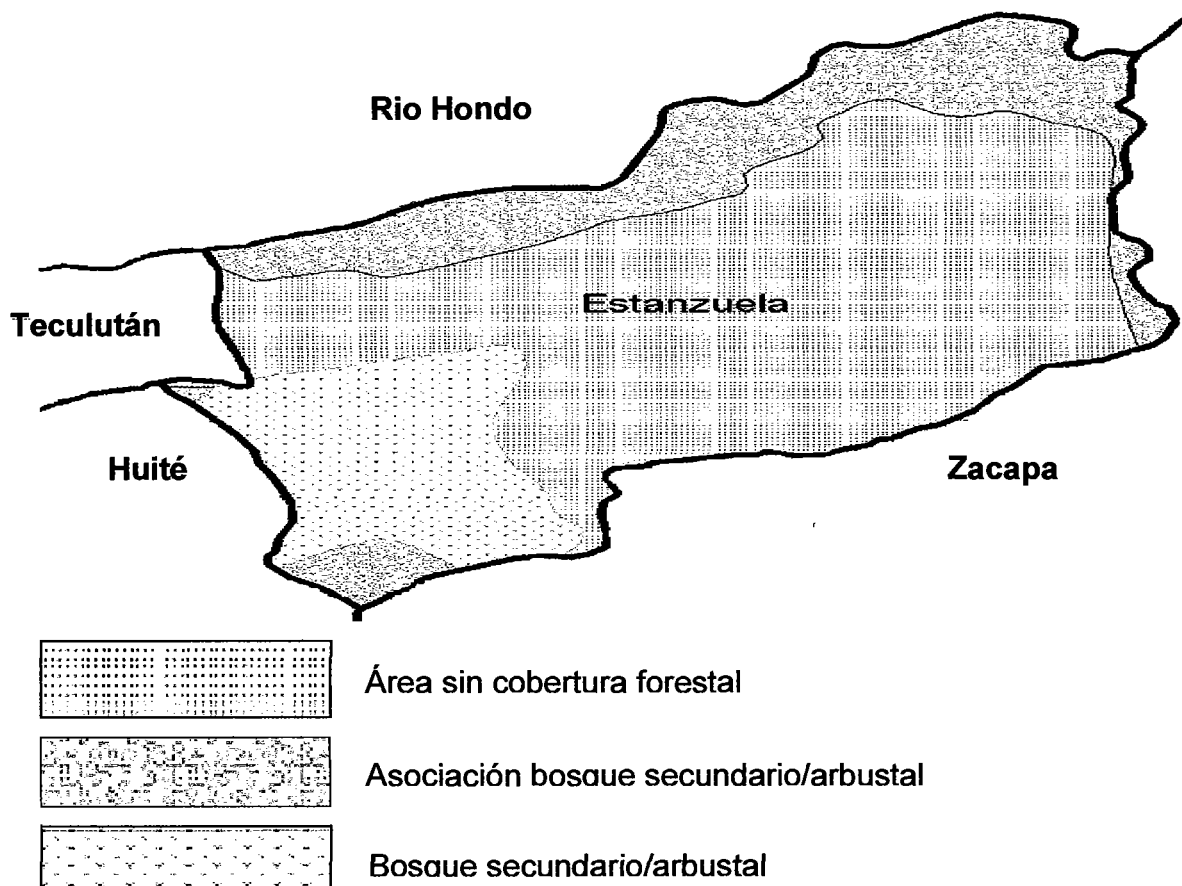 Rio Hondo
Estanzuela
Teculután
Huité
Zacapa
Área sin cobertura forestal
Asociación bosque secundario/arbustal
Bosque secundario/arbustal